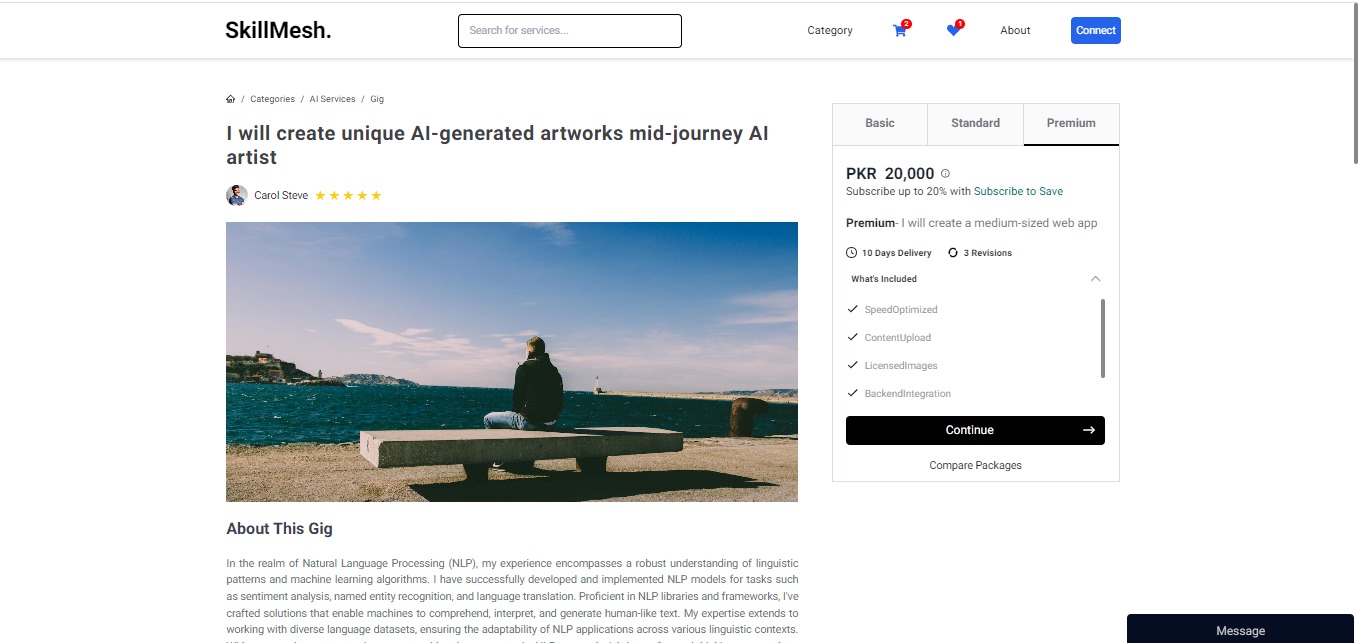 SkillMesh.
Search for services...
Category
2
1
About
Connect
/ Categories / AI Services / Gig
I will create unique AI-generated artworks mid-journey AI
artist
Carol Steve
About This Gig
In the realm of Natural Language Processing (NLP), my experience encompasses a robust understanding of linguistic
patterns and machine learning algorithms. I have successfully developed and implemented NLP models for tasks such
as sentiment analysis, named entity recognition, and language translation. Proficient in NLP libraries and frameworks, I've
crafted solutions that enable machines to comprehend, interpret, and generate human-like text. My expertise extends to
working with diverse language datasets, ensuring the adaptability of NLP applications across various linguistic contexts.
Basic
Standard
Premium
PKR 20,000
Subscribe up to 20% with Subscribe to Save
Premium- I will create a medium-sized web app
10 Days Delivery 3 Revisions
What's Included
SpeedOptimized
ContentUpload
LicensedImages
BackendIntegration
Continue
Compare Packages
Message